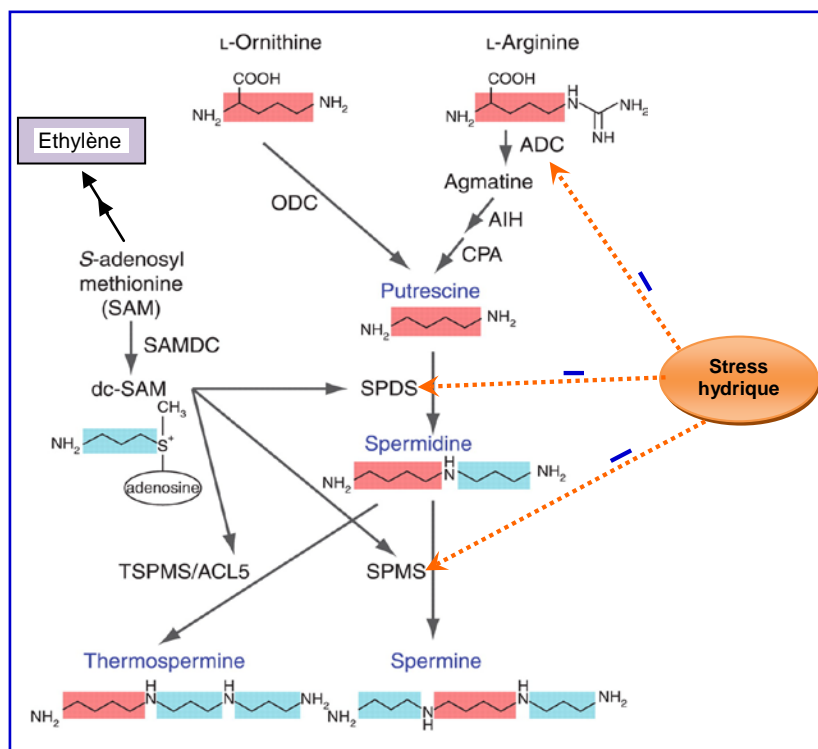 L-Ornithine
L-Arginine
COOH
NH2
NH2
COOH
NH2
H
N
NH2
NH
Ethylène
ADC
Agmatine
ODC
AIH
CPA
S-adenosyl
methionine
(SAM)
Putrescine
NH2
NH2
SAMDC
Stress
hydrique
dc-SAM
SPDS
CH3
NH2
S+
adenosine
Spermidine
NH2
H
N
NH2
TSPMS/ACL5
SPMS
Thermospermine
Spermine
NH2
H
N
H
N
NH2
NH2
N
H
H
N
NH2